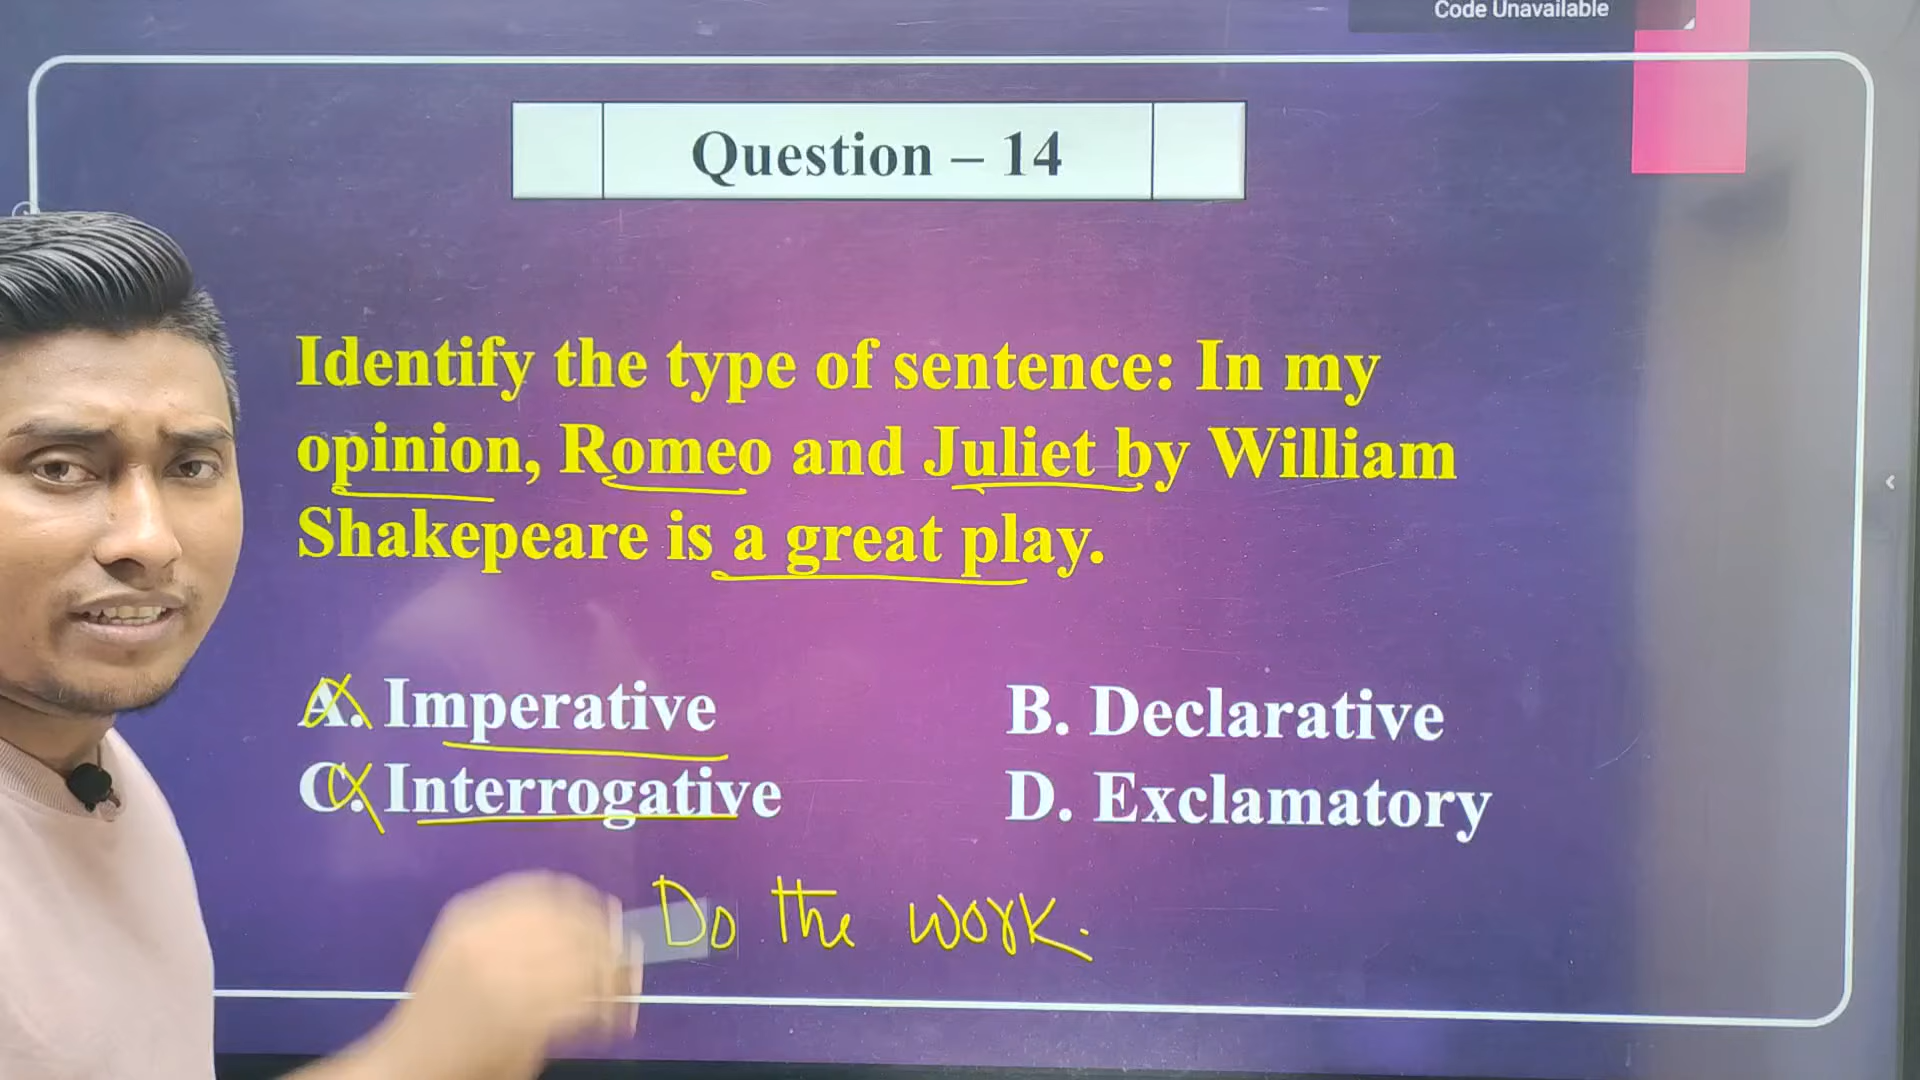 Code Unavailable
Question – 14
Identify the type of sentence: In my
opinion, Romeo and Juliet by William
Shakepeare is a great play.
A. Imperative
B. Declarative
C. Interrogative
D. Exclamatory
Do the work.